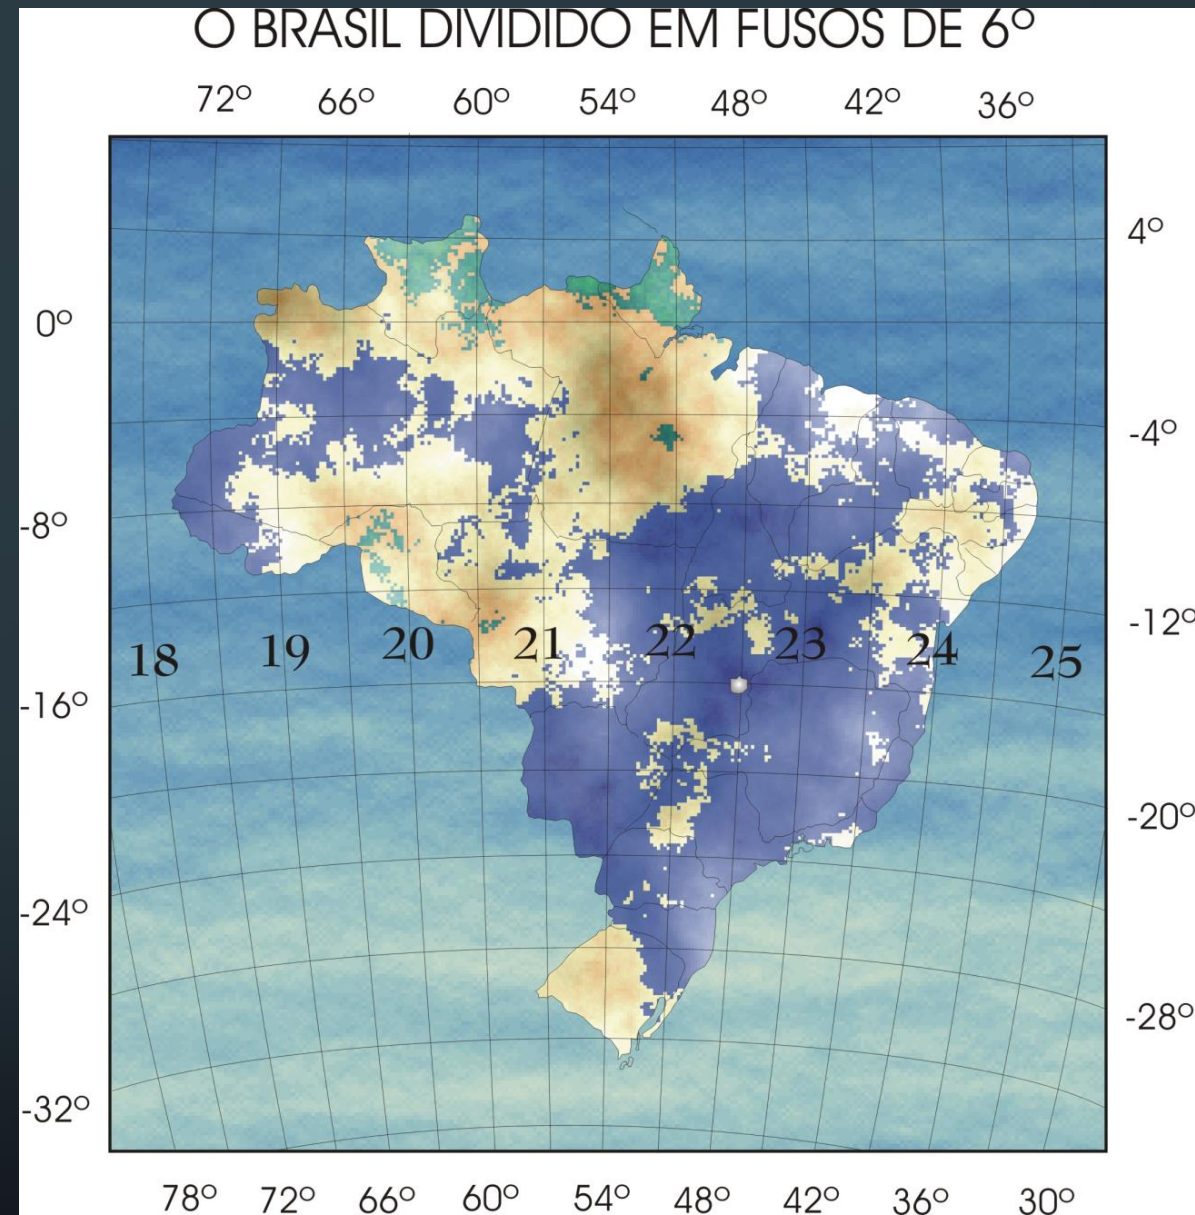 O BRASIL DIVIDIDO EM FUSOS DE 6º
72º 66º 60º 54º 48º 42º 36º
4º
0º
-4º
-8º
-12º
18 19 20 21 22 23 24 25
-16º
-20º
-24º
-28º
-32º
78º 72º 66º 60º 54º 48º 42º 36º 30º